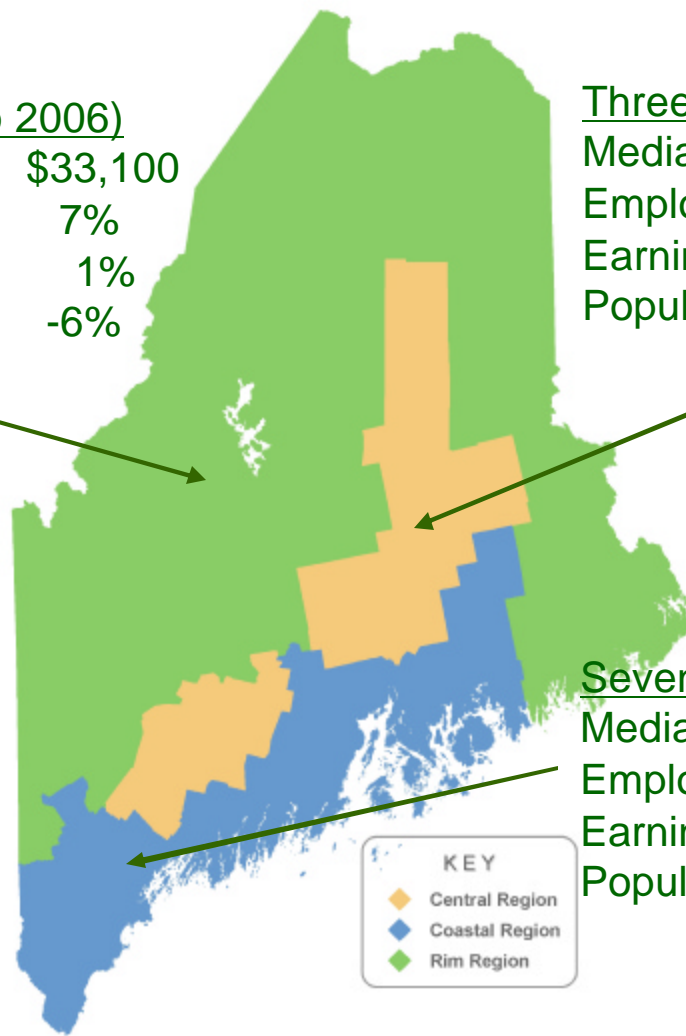 2006)
$33,100
7%
1%
-6%
Three
Media
Emplo
Earnin
Popul
Seven
Media
Emplo
Earnin
Popul
KEY
Central Region
Coastal Region
Rim Region